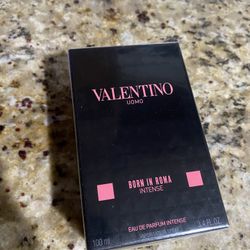 VALENTINO
UOMO
BORN IN ROMA
INTENSE
EAU DE PARFUM INTENSE
100 ml
3.4 FL. OZ.